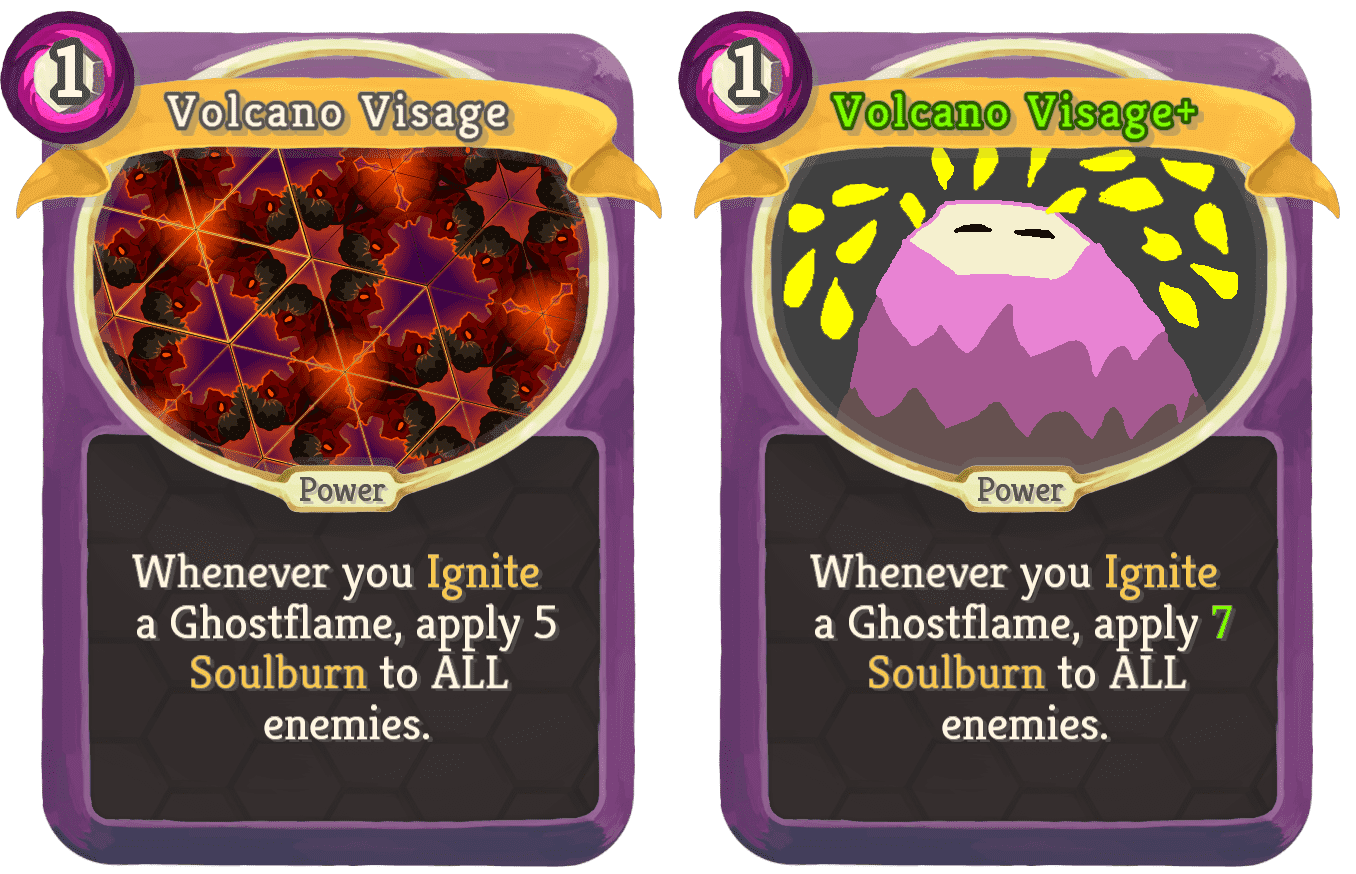 1
Volcano Visage
Power
Whenever you Ignite
a Ghostflame, apply 5
Soulburn to ALL
enemies.
1
Volcano Visage+
Power
Whenever you Ignite
a Ghostflame, apply 7
Soulburn to ALL
enemies.